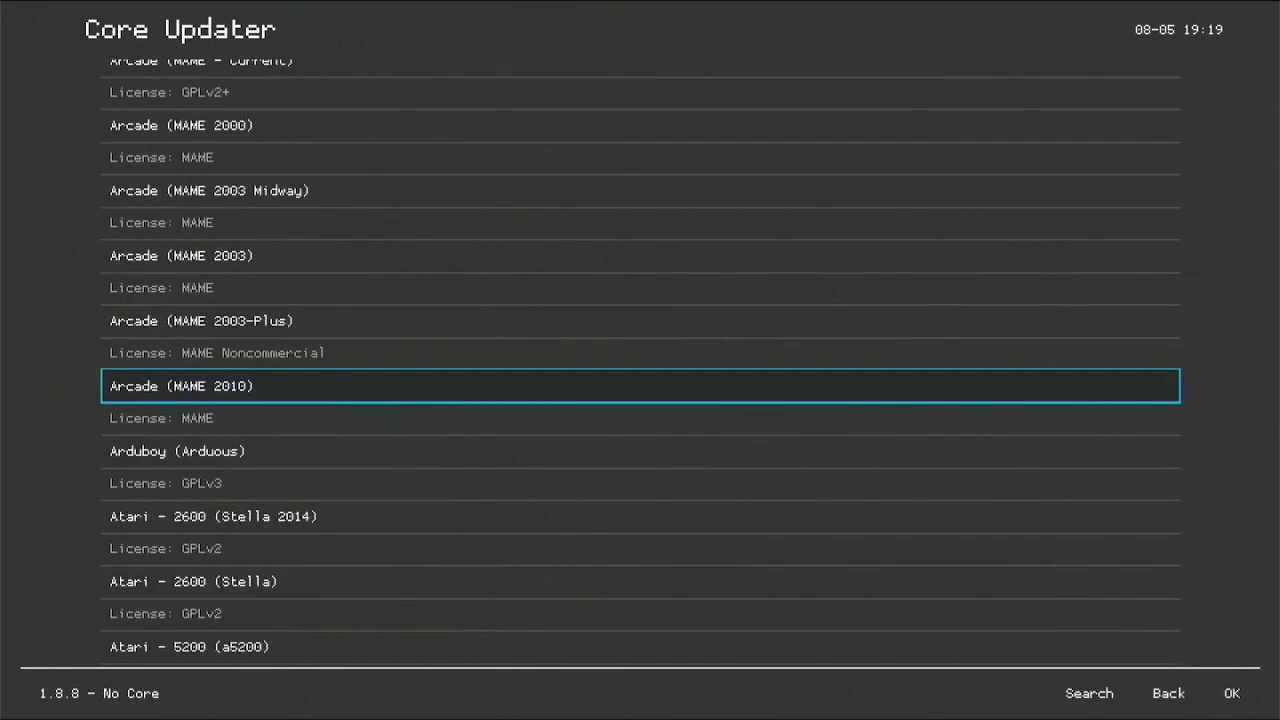 Core Updater
08-05 19:19
Arcade (MAME - Current)
License: GPLv2+
Arcade (MAME 2000)
License: MAME
Arcade (MAME 2003 Midway)
License: MAME
Arcade (MAME 2003)
License: MAME
Arcade (MAME 2003-Plus)
License: MAME Noncommercial
Arcade (MAME 2010)
License: MAME
Arduboy (Arduous)
License: GPLv3
Atari - 2600 (Stella 2014)
License: GPLv2
Atari - 2600 (Stella)
License: GPLv2
Atari - 5200 (a5200)
1.8.8 - No Core
Search
Back
OK